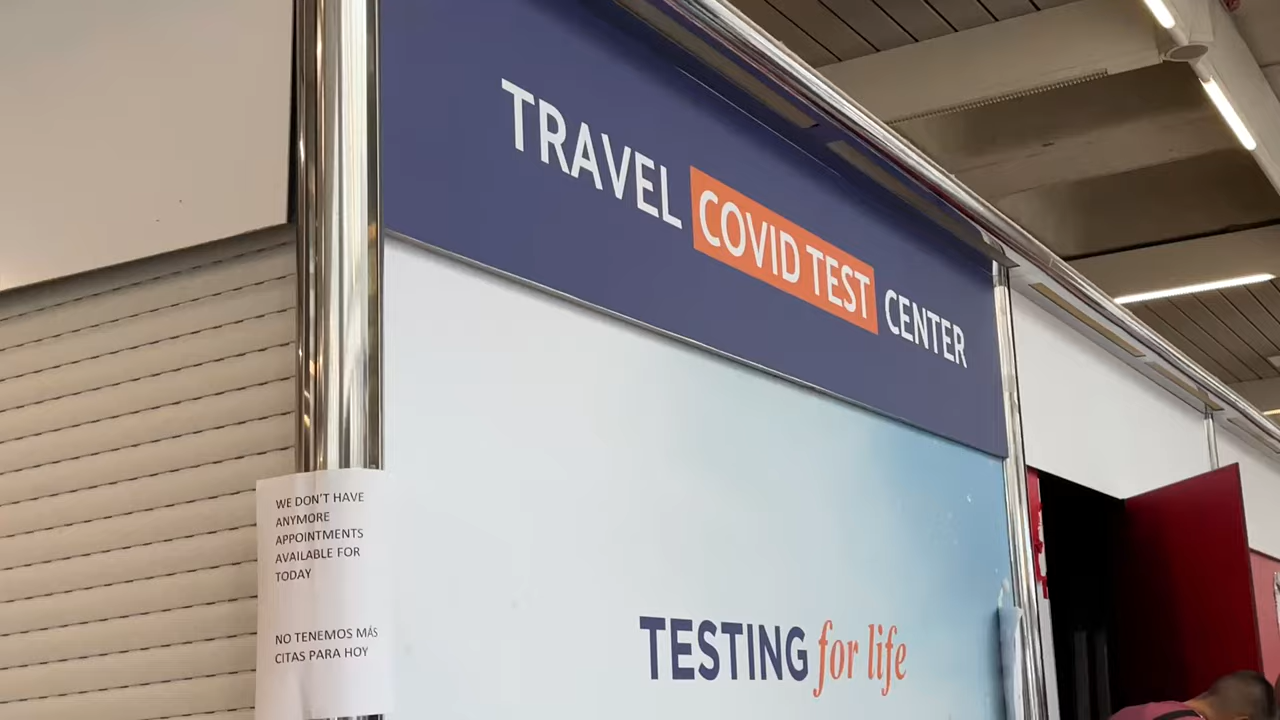 TRAVEL COVID TEST CENTER
WE DON'T HAVE
ANYMORE
APPOINTMENTS
AVAILABLE FOR
TODAY
NO TENEMOS MÁS
CITAS PARA HOY
TESTING for life